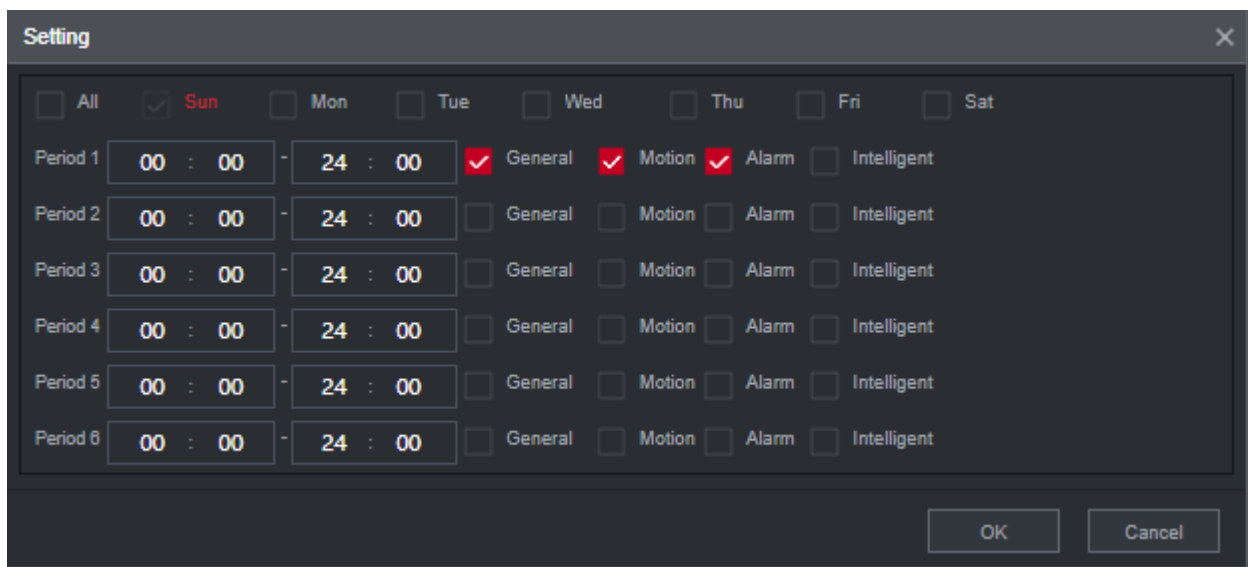 Setting
All Sun Mon Tue Wed Thu Fri Sat
Period 1 00 : 00 - 24 : 00 General Motion Alarm Intelligent
Period 2 00 : 00 - 24 : 00 General Motion Alarm Intelligent
Period 3 00 : 00 - 24 : 00 General Motion Alarm Intelligent
Period 4 00 : 00 - 24 : 00 General Motion Alarm Intelligent
Period 5 00 : 00 - 24 : 00 General Motion Alarm Intelligent
Period 6 00 : 00 - 24 : 00 General Motion Alarm Intelligent
OK Cancel